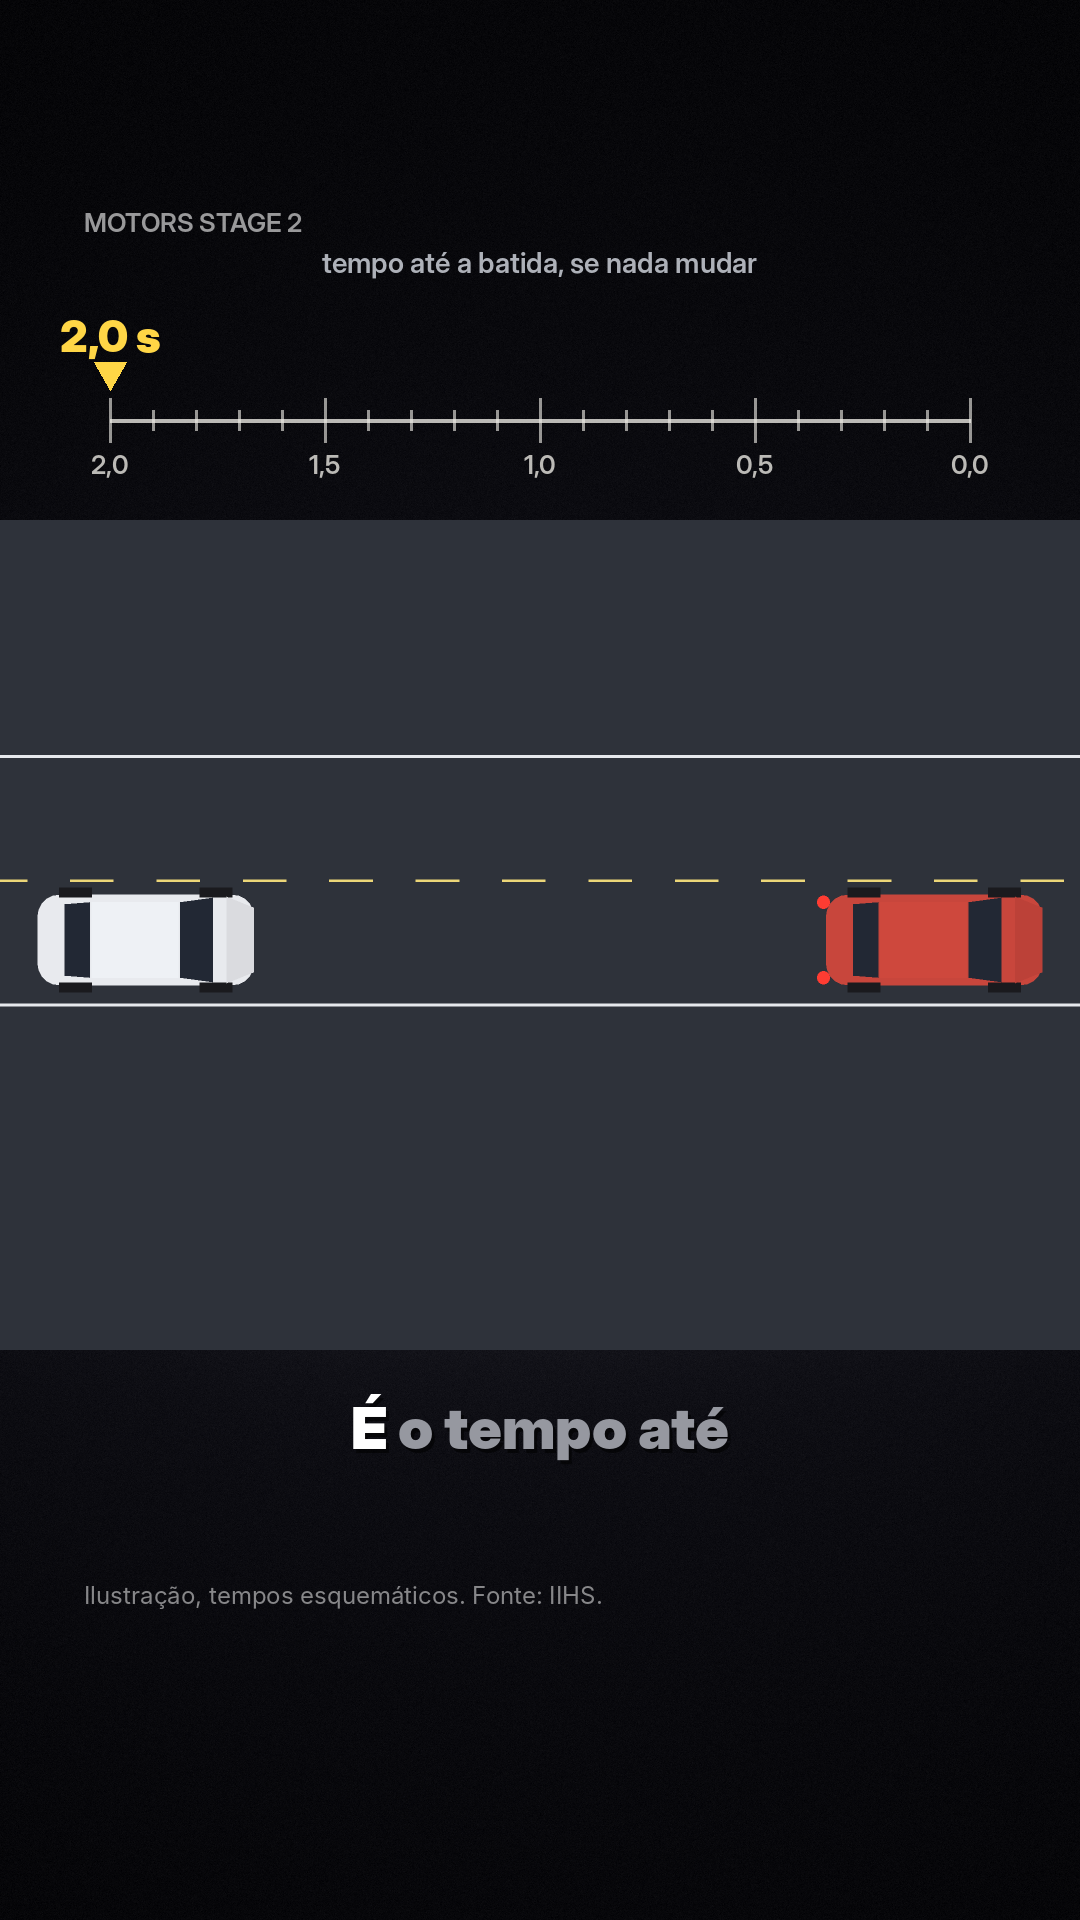 MOTORS STAGE 2
tempo até a batida, se nada mudar
2,0 s
2,0 1,5 1,0 0,5 0,0
É o tempo até
Ilustração, tempos esquemáticos. Fonte: IIHS.